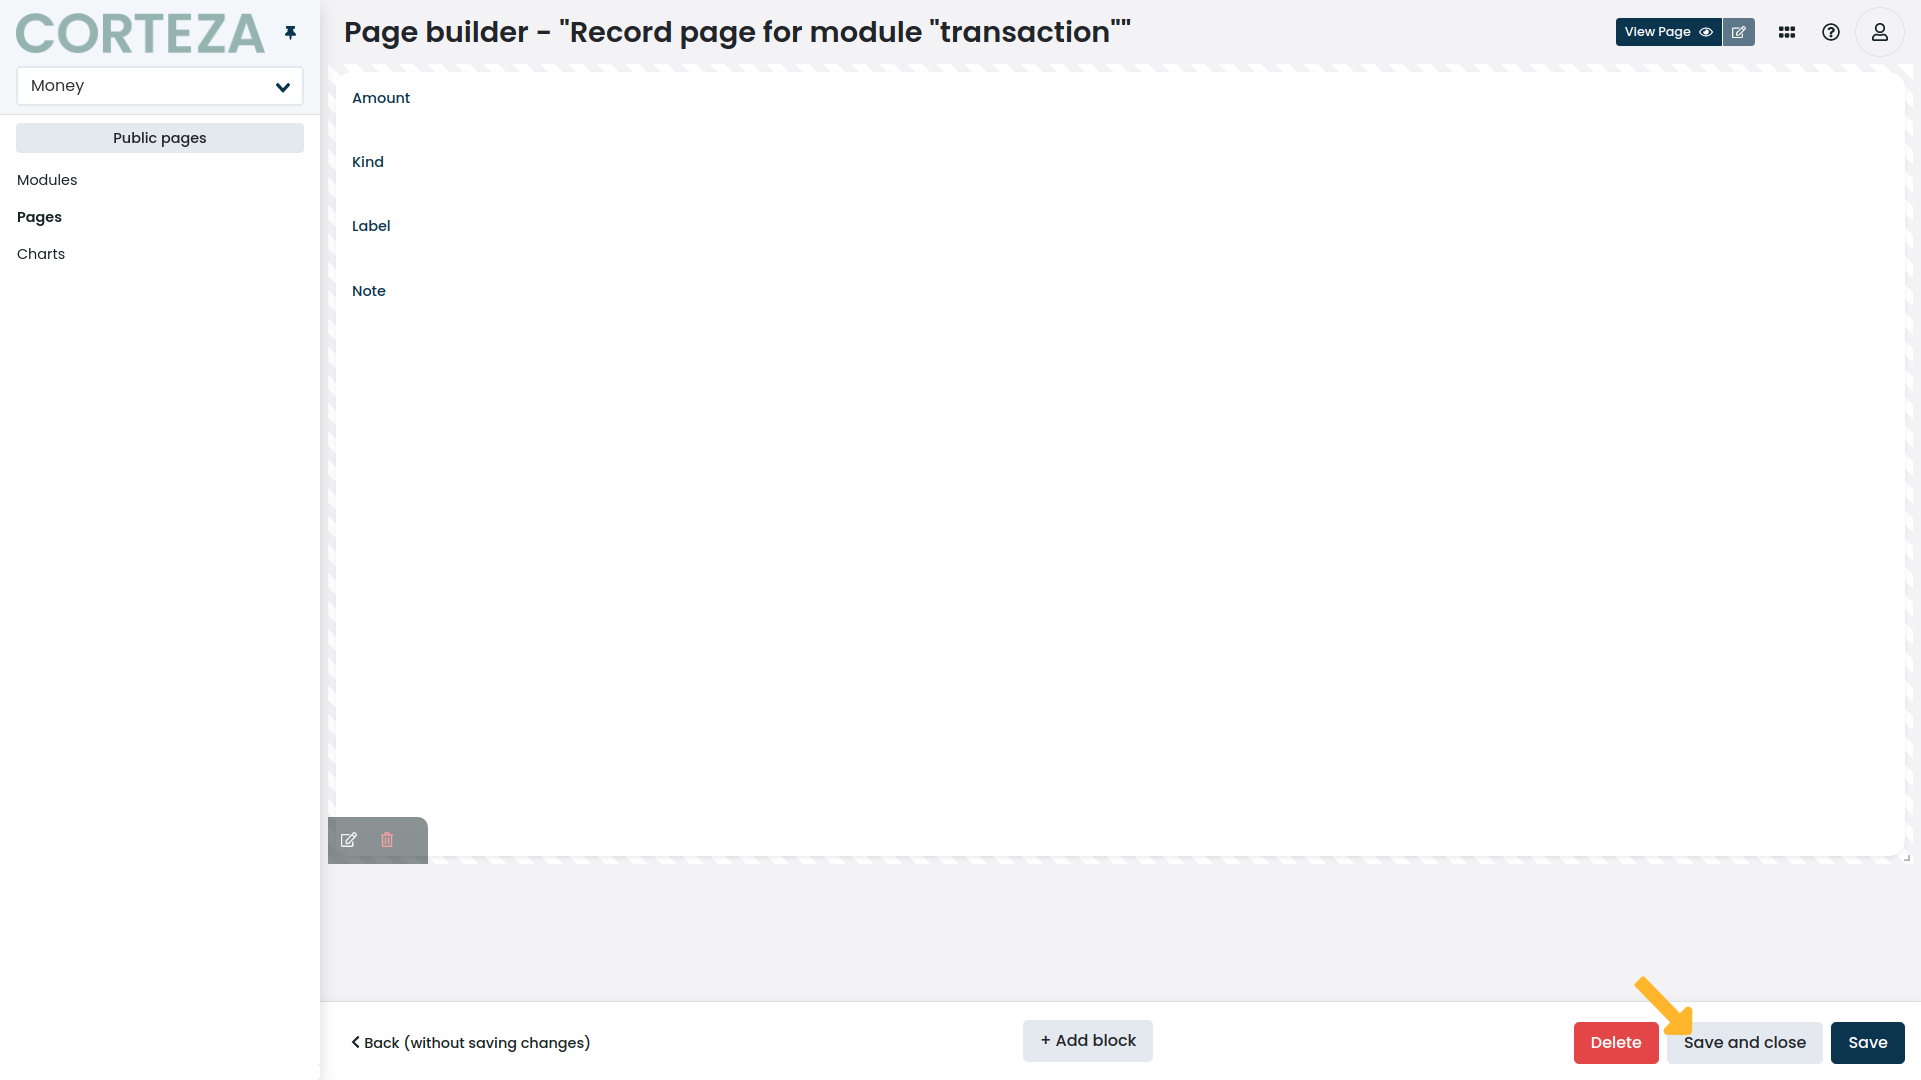 CORTEZA
Money
Public pages
Modules
Pages
Charts
Page builder - "Record page for module "transaction""
View Page
Amount
Kind
Label
Note
Back (without saving changes)
+ Add block
Delete
Save and close
Save